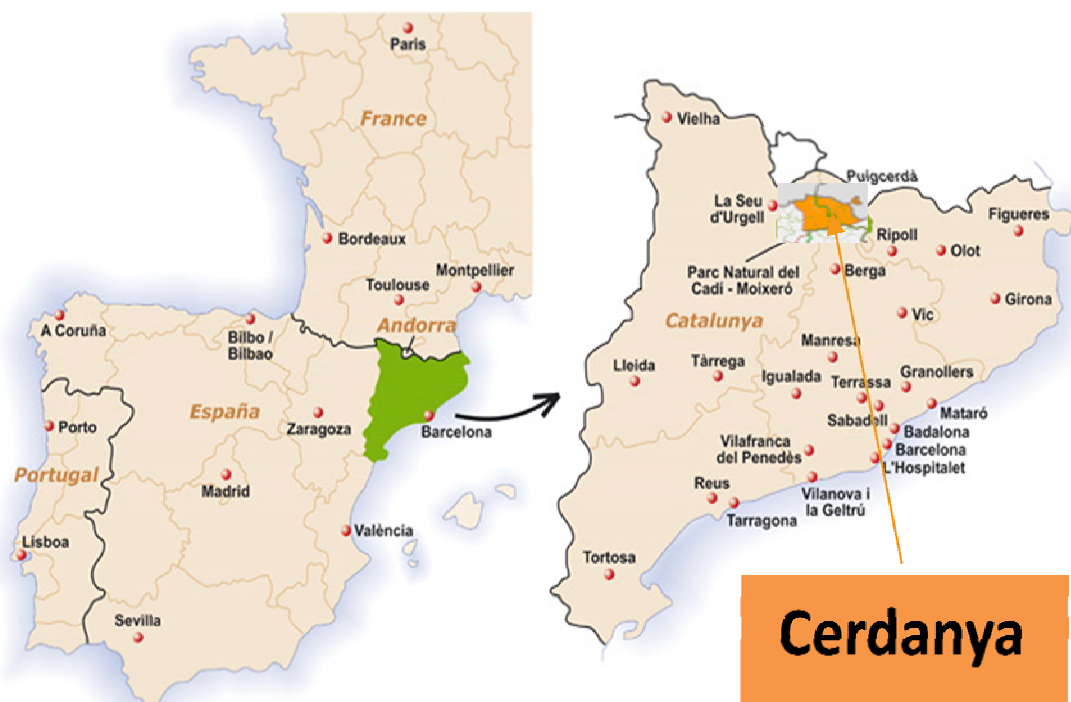 Paris
France
Bordeaux
Montpellier
Toulouse
Andorra
A Coruña
Bilbo /
Bilbao
España
Zaragoza
Barcelona
Porto
Portugal
Madrid
València
Lisboa
Sevilla
Vielha
Puigcerdà
La Seu
d'Urgell
Figueres
Ripoll
Olot
Parc Natural del
Cadí - Moixeró
Berga
Girona
Catalunya
Vic
Manresa
Lleida
Tàrrega
Igualada
Terrassa
Granollers
Sabadell
Mataró
Badalona
Barcelona
L'Hospitalet
Vilafranca
del Penedès
Reus
Vilanova i
la Geltrú
Tarragona
Tortosa
Cerdanya